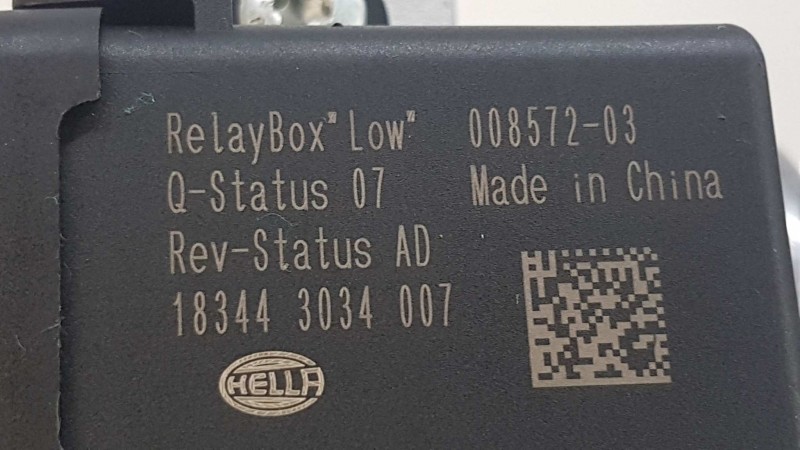 RelayBox"Low" 008572-03
Q-Status 07 Made in China
Rev-Status AD
18344 3034 007
HELLA